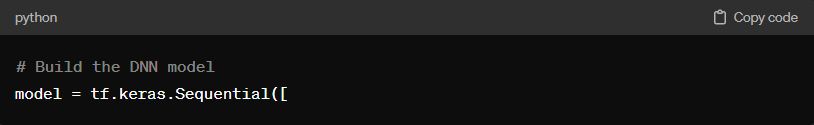 python Copy code
# Build the DNN model
model = tf.keras.Sequential([